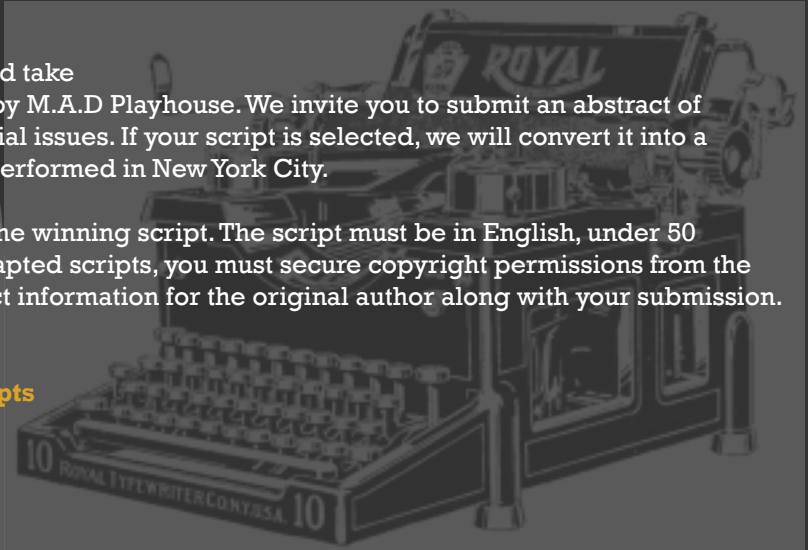 ROYAL
d take
by M.A.D Playhouse. We invite you to submit an abstract of
ial issues. If your script is selected, we will convert it into a
erformed in New York City.
he winning script. The script must be in English, under 50
apted scripts, you must secure copyright permissions from the
ct information for the original author along with your submission.
pts
10 ROYAL TYPEWRITER CO. N.Y. U.S.A. 10